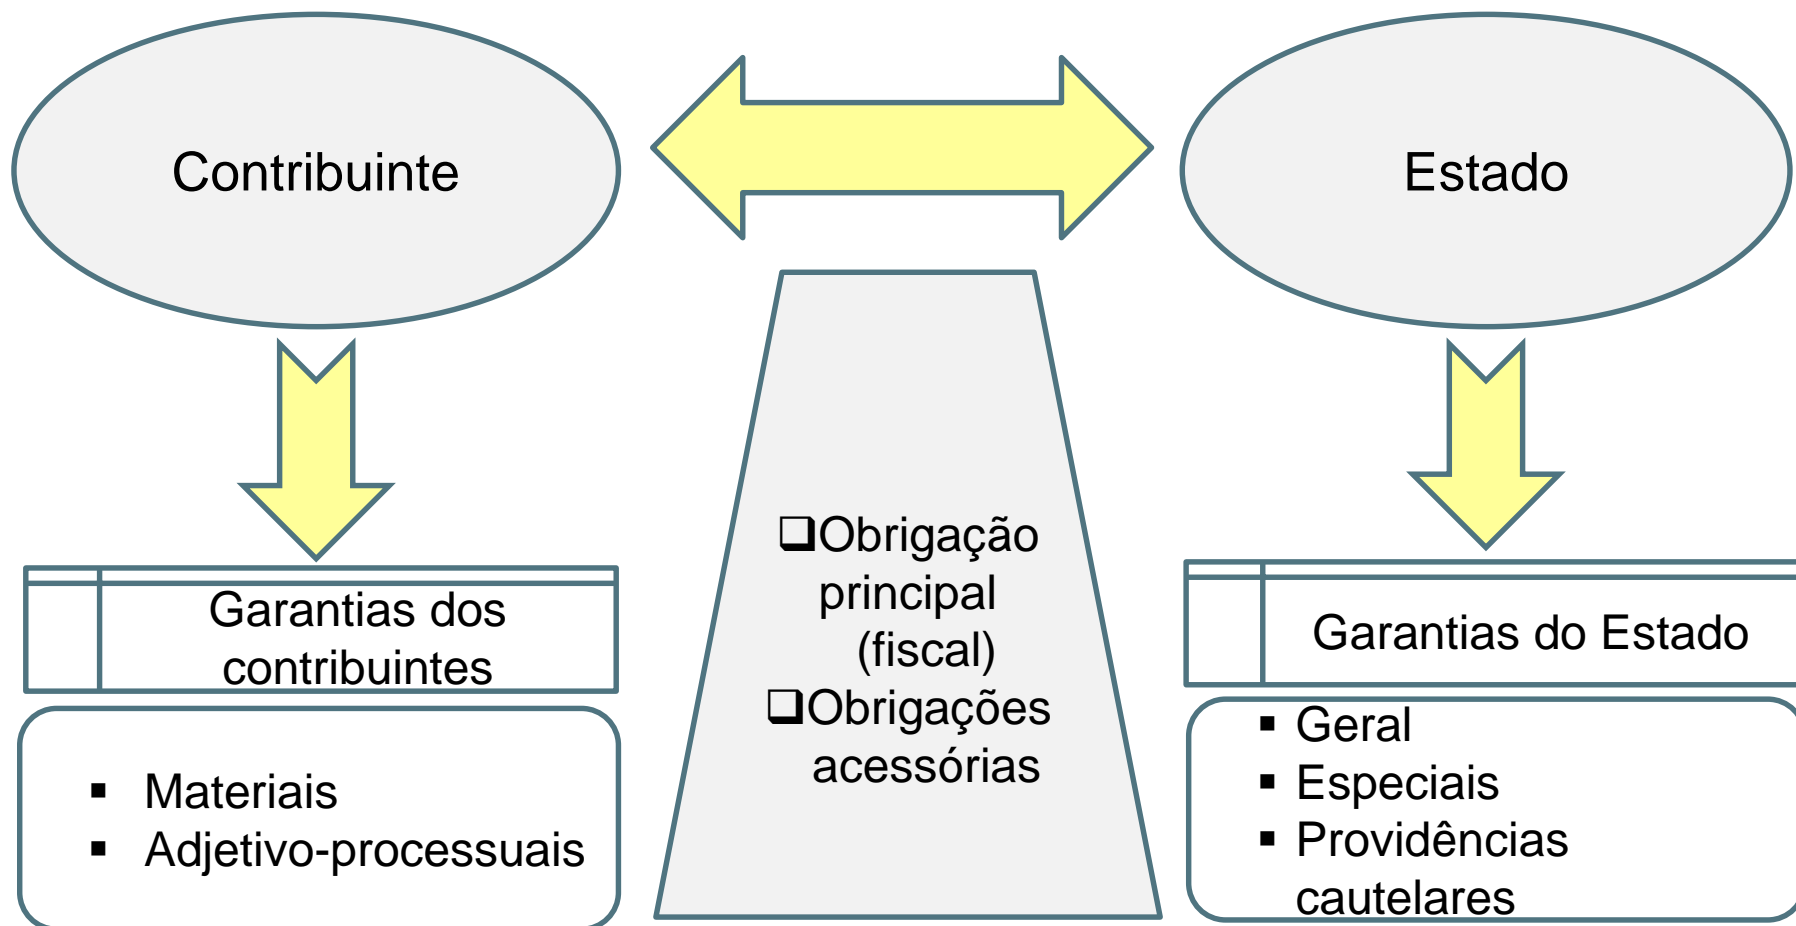 Contribuinte
Estado
Garantias dos
contribuintes
▪ Materiais
▪ Adjetivo-processuais
❑Obrigação
principal
(fiscal)
❑Obrigações
acessórias
Garantias do Estado
▪ Geral
▪ Especiais
▪ Providências
cautelares